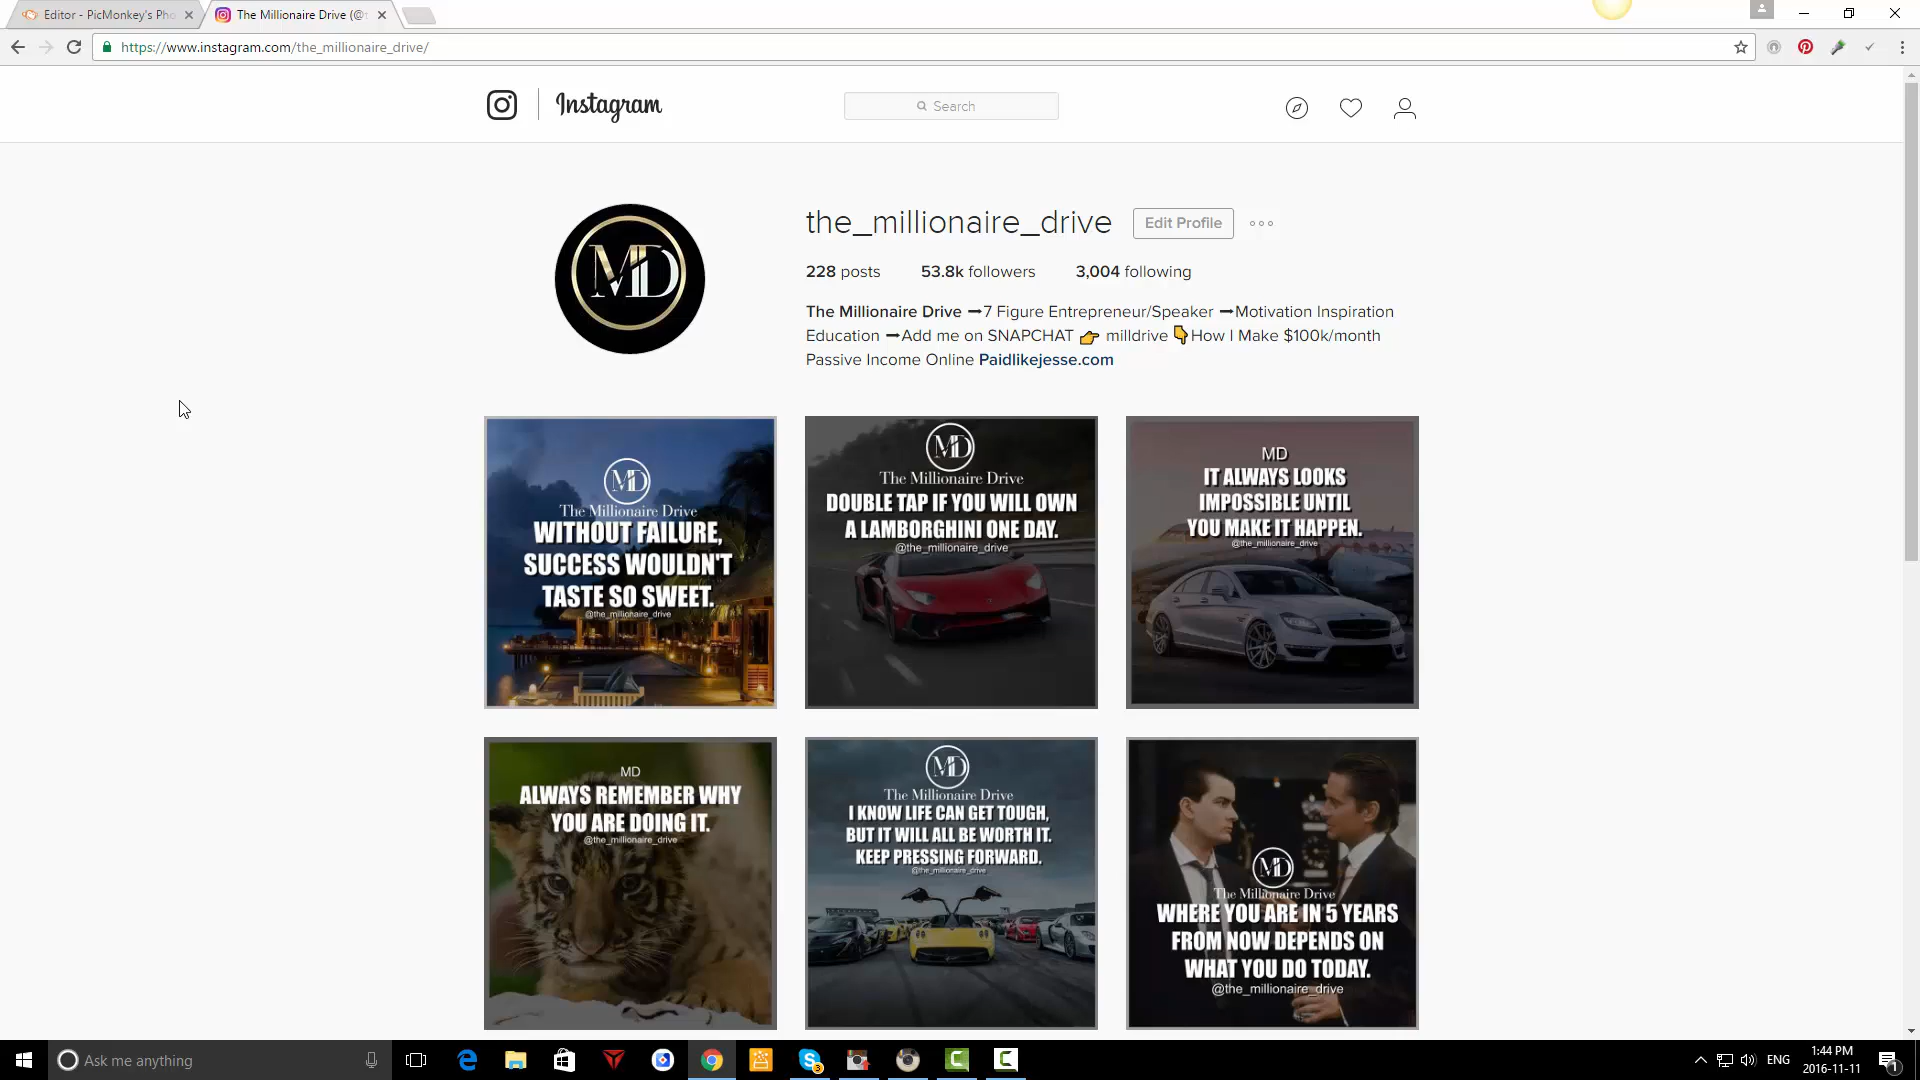 Editor - PicMonkey's Pho
The Millionaire Drive (@t
https://www.instagram.com/the_millionaire_drive/
Instagram
Search
the_millionaire_drive
Edit Profile
228 posts
53.8k followers
3,004 following
The Millionaire Drive ➡7 Figure Entrepreneur/Speaker ➡Motivation Inspiration
Education ➡Add me on SNAPCHAT 👉 milldrive 👇How I Make $100k/month
Passive Income Online Paidlikejesse.com
MD
MD
The Millionaire Drive
WITHOUT FAILURE,
SUCCESS WOULDN'T
TASTE SO SWEET.
@the_millionaire_drive
MD
The Millionaire Drive
DOUBLE TAP IF YOU WILL OWN
A LAMBORGHINI ONE DAY.
@the_millionaire_drive
MD
IT ALWAYS LOOKS
IMPOSSIBLE UNTIL
YOU MAKE IT HAPPEN.
@the_millionaire_drive
MD
ALWAYS REMEMBER WHY
YOU ARE DOING IT.
@the_millionaire_drive
MD
The Millionaire Drive
I KNOW LIFE CAN GET TOUGH,
BUT IT WILL ALL BE WORTH IT.
KEEP PRESSING FORWARD.
@the_millionaire_drive
MD
The Millionaire Drive
WHERE YOU ARE IN 5 YEARS
FROM NOW DEPENDS ON
WHAT YOU DO TODAY.
@the_millionaire_drive
Ask me anything
3
ENG
1:44 PM
2016-11-11
1